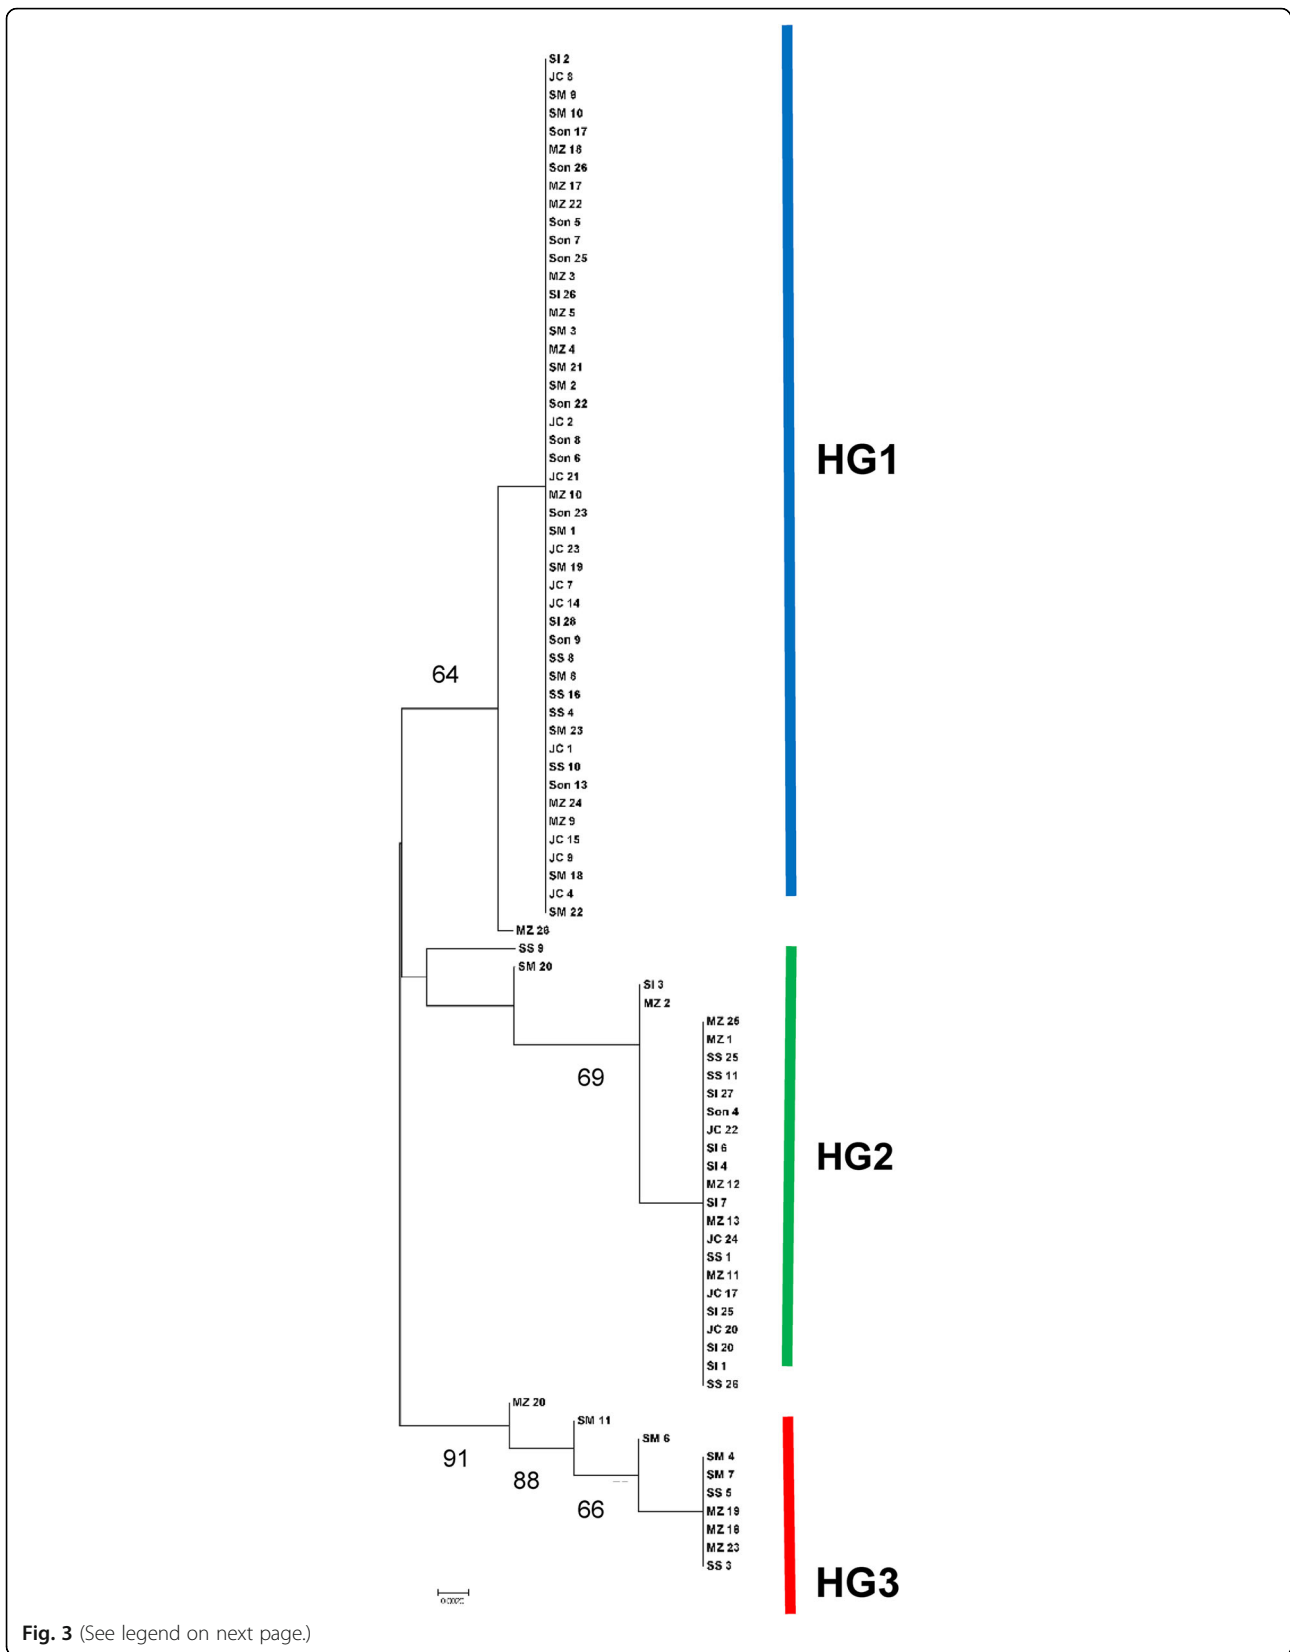 SI 2
JC 8
SM 9
SM 10
Son 17
MZ 18
Son 26
MZ 17
MZ 22
Son 5
Son 7
Son 25
MZ 3
SI 26
MZ 5
SM 3
MZ 4
SM 21
SM 2
Son 22
JC 2
HG1
Son 8
Son 6
JC 21
MZ 10
Son 23
SM 1
JC 23
SM 19
JC 7
JC 14
SI 28
Son 9
SS 8
64
SM 8
SS 16
SS 4
SM 23
JC 1
SS 10
Son 13
MZ 24
MZ 9
JC 15
JC 9
SM 18
JC 4
SM 22
MZ 26
SS 9
SM 20
SI 3
MZ 2
MZ 25
MZ 1
SS 25
69
SS 11
SI 27
Son 4
JC 22
SI 6
HG2
SI 4
MZ 12
SI 7
MZ 13
JC 24
SS 1
MZ 11
JC 17
SI 25
JC 20
SI 20
SI 1
SS 26
MZ 20
SM 11
SM 6
SM 4
91
SM 7
88
SS 5
66
MZ 19
MZ 18
MZ 23
SS 3
HG3
Fig. 3 (See legend on next page.)